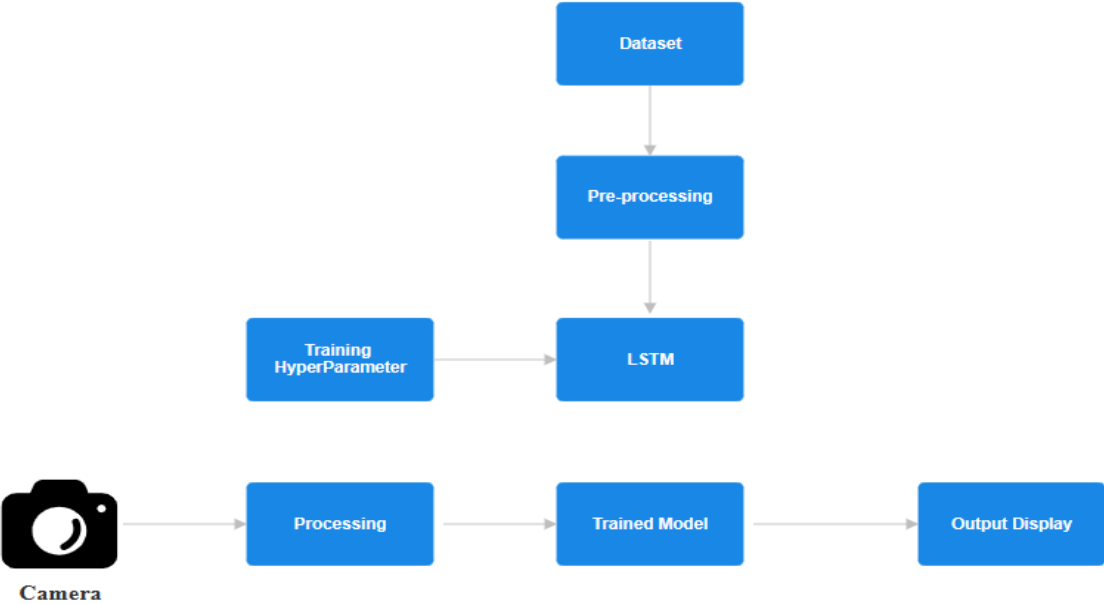 Dataset
Pre-processing
Training
HyperParameter
LSTM
Processing
Trained Model
Output Display
Camera